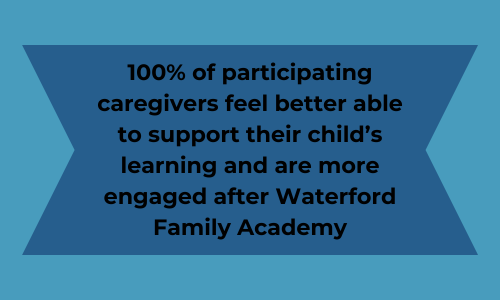 100% of participating
caregivers feel better able
to support their child’s
learning and are more
engaged after Waterford
Family Academy